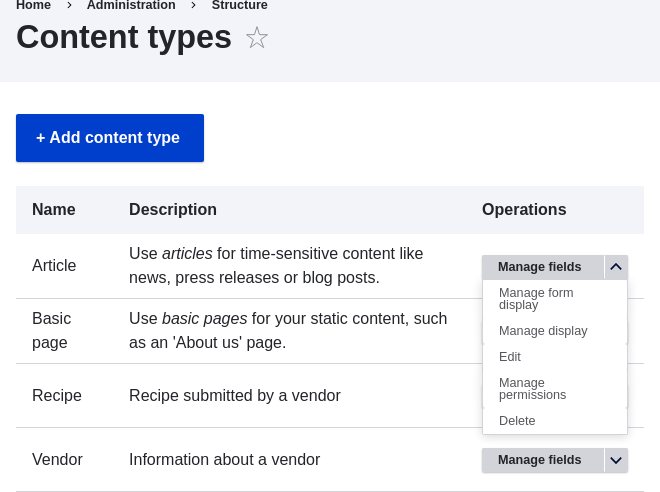 Home > Administration > Structure
Content types
+ Add content type
Name Description Operations
Article
Use articles for time-sensitive content like
news, press releases or blog posts.
Manage fields
Manage form
display
Manage display
Edit
Manage
permissions
Delete
Basic
page
Use basic pages for your static content, such
as an 'About us' page.
Recipe
Recipe submitted by a vendor
Vendor
Information about a vendor
Manage fields